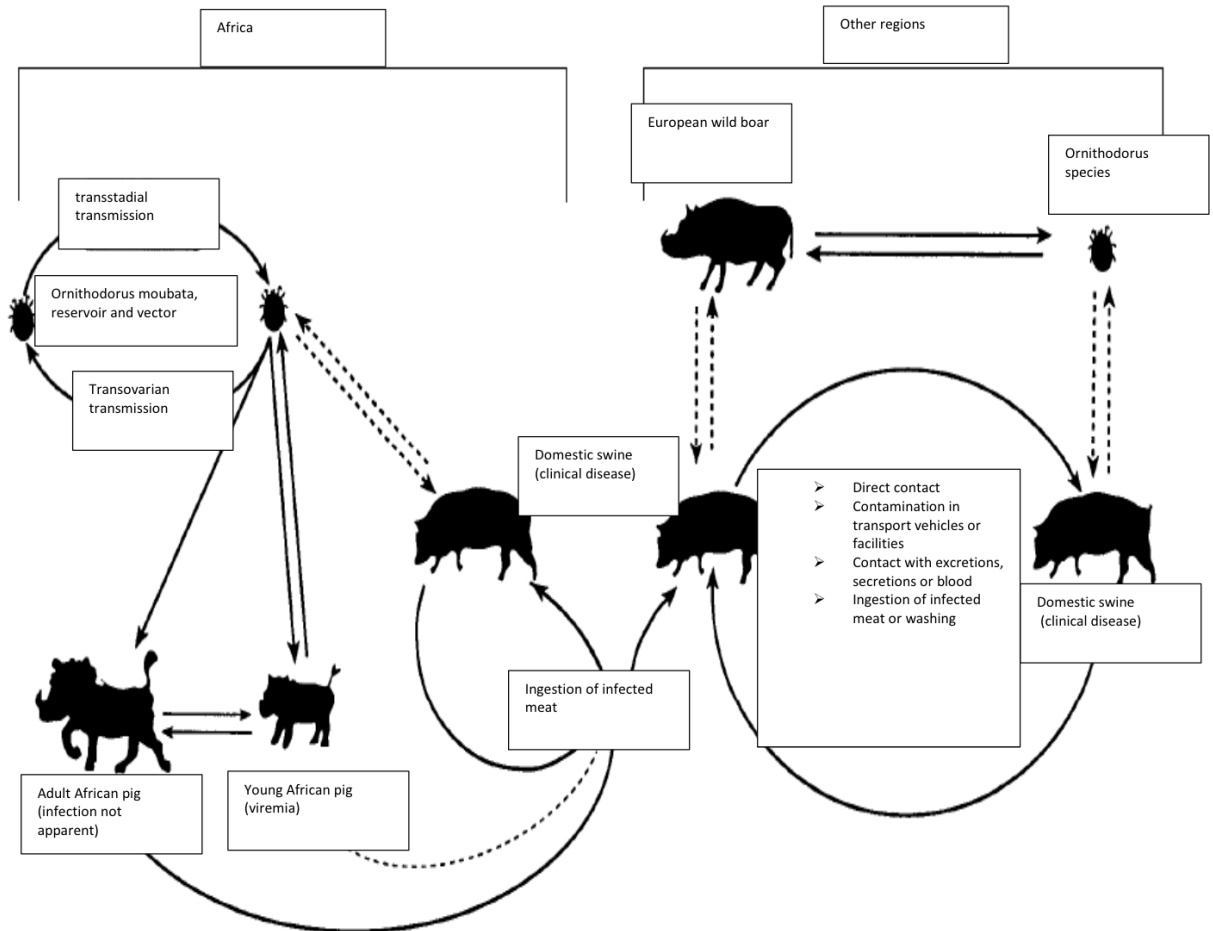 Africa
Other regions
European wild boar
Ornithodorus
species
transstadial
transmission
Ornithodorus moubata,
reservoir and vector
Transovarian
transmission
Domestic swine
(clinical disease)
➢ Direct contact
➢ Contamination in
transport vehicles or
facilities
➢ Contact with excretions,
secretions or blood
➢ Ingestion of infected
meat or washing
Domestic swine
(clinical disease)
Ingestion of infected
meat
Adult African pig
(infection not
apparent)
Young African pig
(viremia)